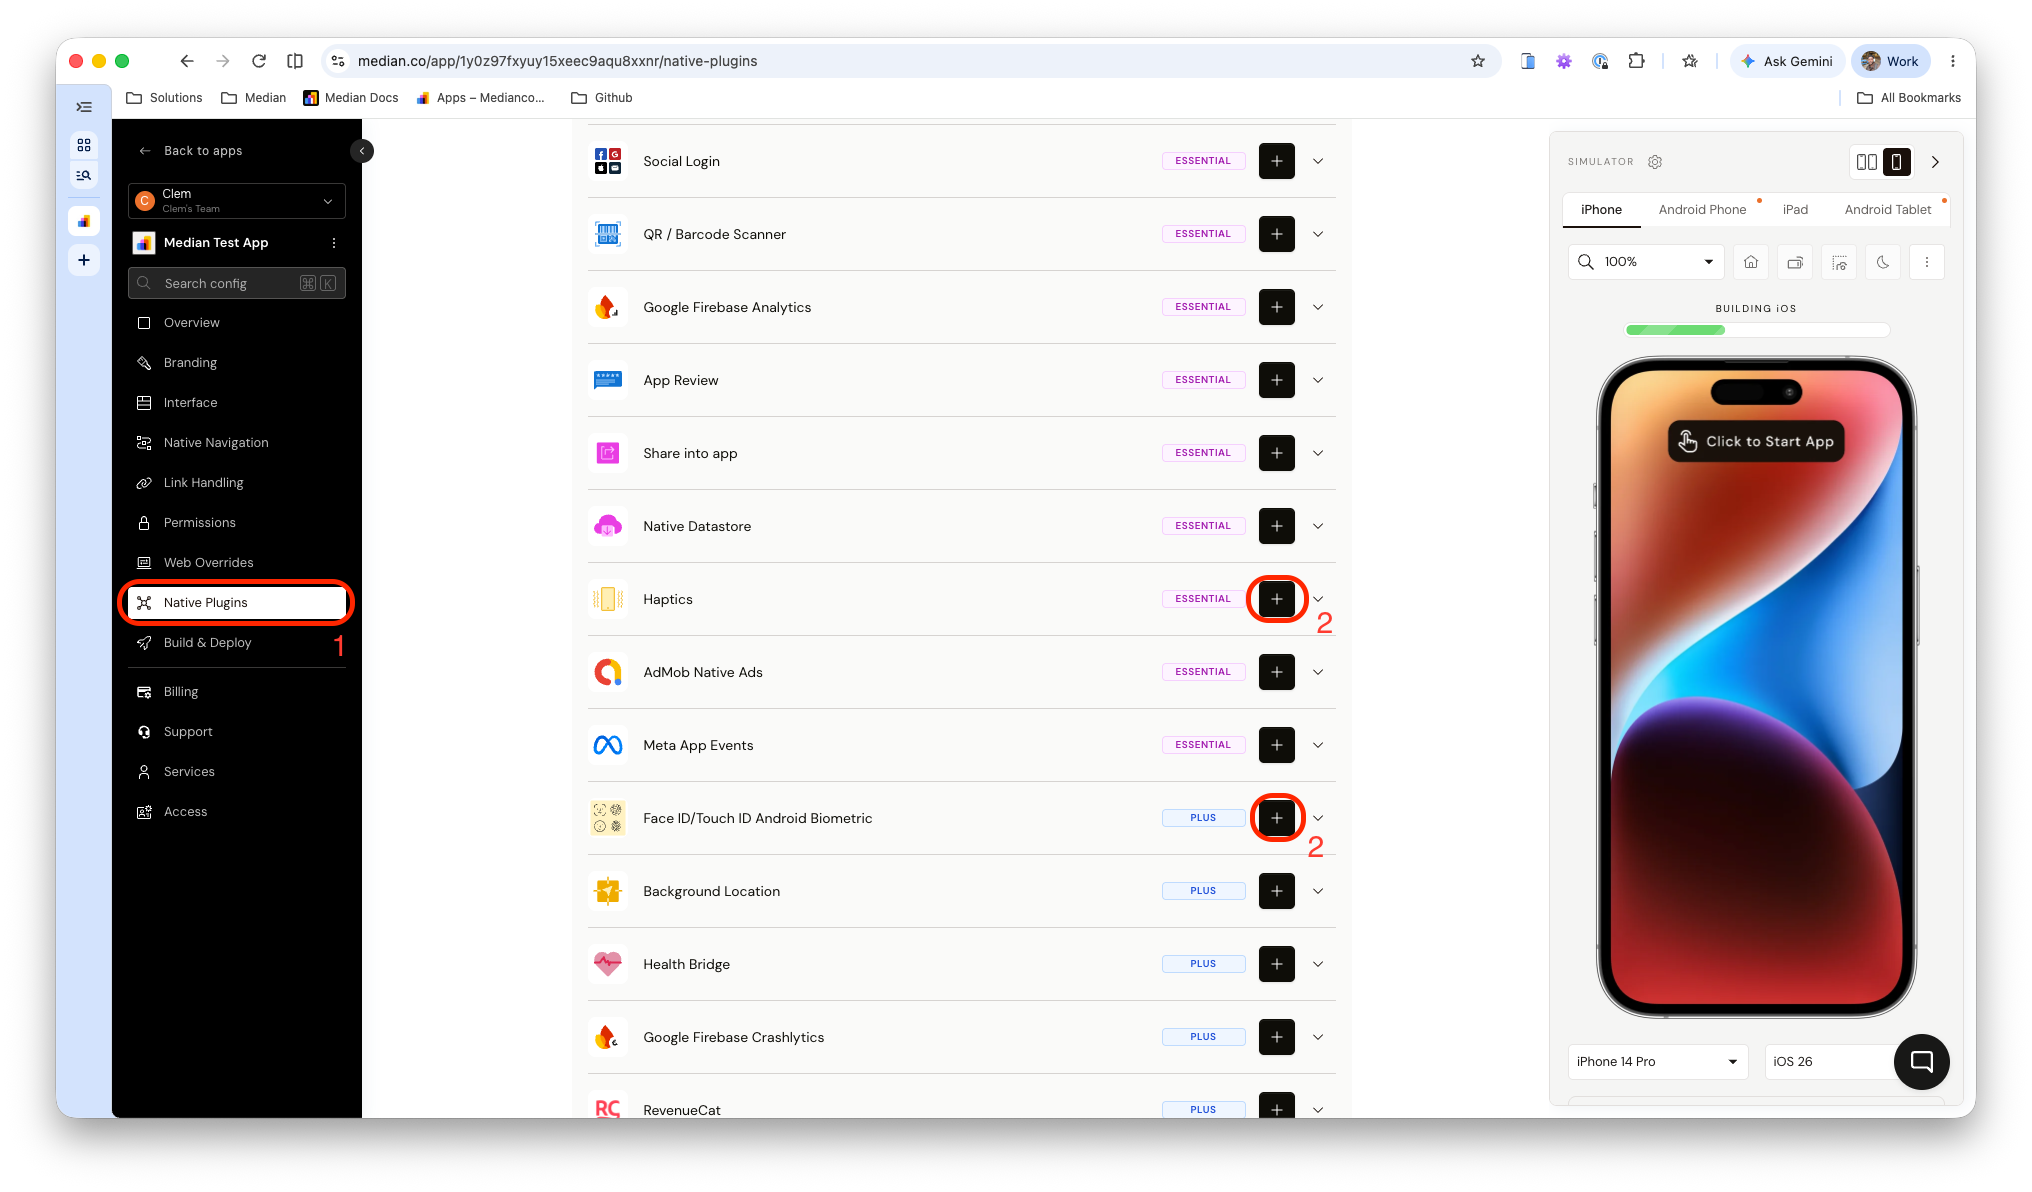 median.co/app/1y0z97fxyuy15xeec9aqu8xxnr/native-plugins
Ask Gemini
Work
Solutions
Median
Median Docs
Apps – Medianco...
Github
All Bookmarks
Back to apps
C
Clem
Clem's Team
Median Test App
Search config ⌘ K
Overview
Branding
Interface
Native Navigation
Link Handling
Permissions
Web Overrides
Native Plugins
1
Build & Deploy
Billing
Support
Services
Access
Social Login ESSENTIAL
QR / Barcode Scanner ESSENTIAL
Google Firebase Analytics ESSENTIAL
App Review ESSENTIAL
Share into app ESSENTIAL
Native Datastore ESSENTIAL
Haptics ESSENTIAL
2
AdMob Native Ads ESSENTIAL
Meta App Events ESSENTIAL
Face ID/Touch ID Android Biometric PLUS
2
Background Location PLUS
Health Bridge PLUS
Google Firebase Crashlytics PLUS
RC RevenueCat PLUS
SIMULATOR
iPhone
Android Phone
iPad
Android Tablet
100%
BUILDING iOS
Click to Start App
iPhone 14 Pro
iOS 26